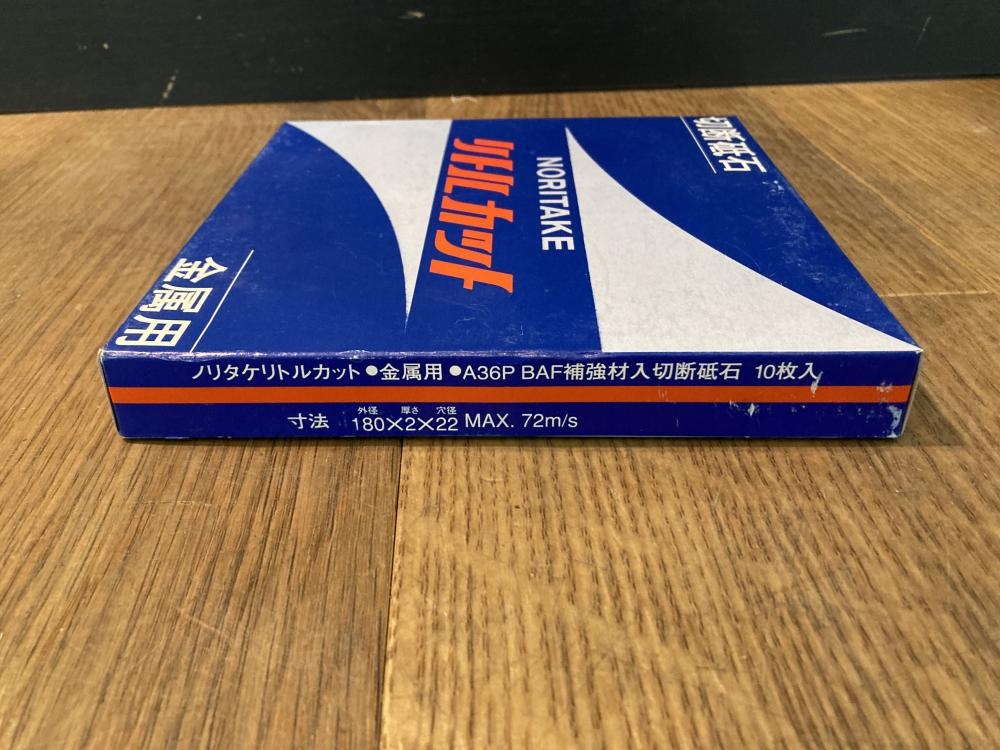 切断砥石
NORITAKE
リトルカット
金属用
ノリタケリトルカット●金属用●A36P BAF補強材入切断砥石 10枚入
外径 厚さ 穴径
寸法 180×2×22 MAX. 72m/s